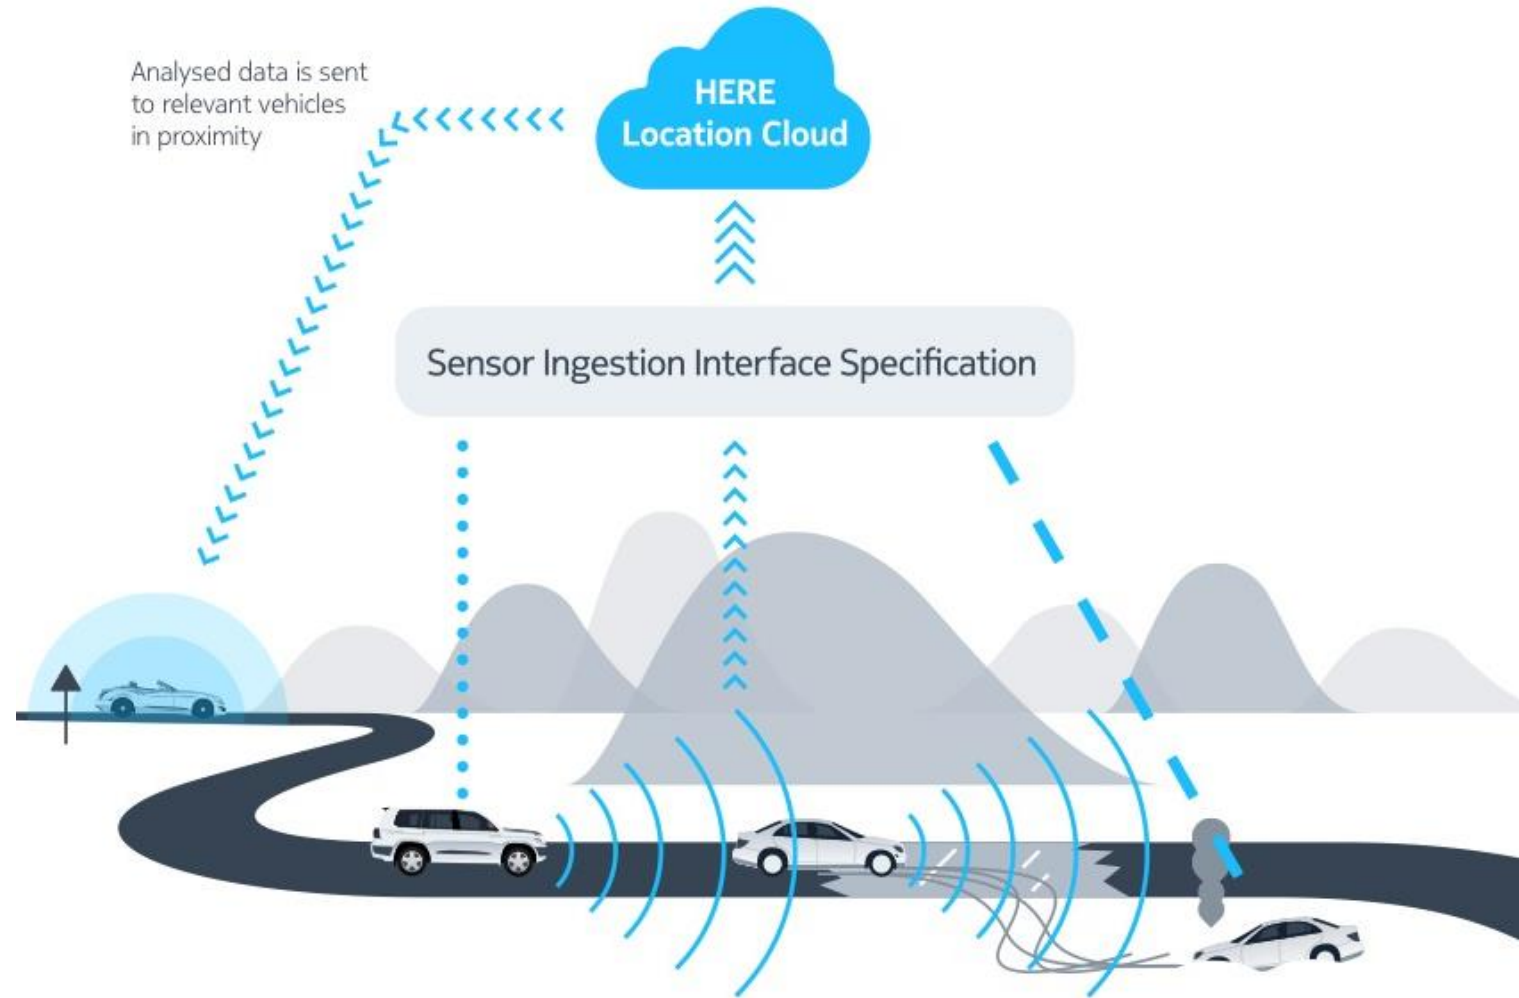 Analysed data is sent
to relevant vehicles
in proximity
HERE
Location Cloud
Sensor Ingestion Interface Specification